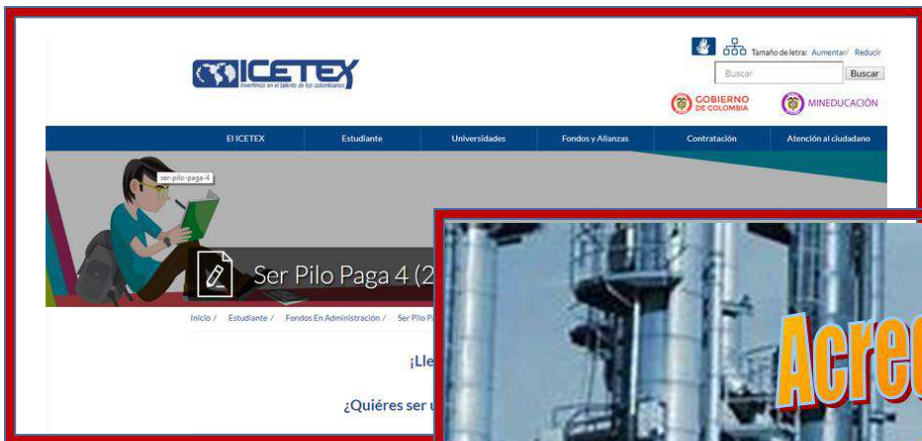 Tamaño de letra: Aumentar/ Reducir
ICETEX
Invertimos en el talento de los colombianos
Buscar Buscar
GOBIERNO
DE COLOMBIA
MINEDUCACIÓN
El ICETEX Estudiante Universidades Fondos y Alianzas Contratación Atención al ciudadano
ser-pilo-paga-4
Ser Pilo Paga 4 (2
Inicio / Estudiante / Fondos En Administración / Ser Pilo P
¡Lle
¿Quiéres ser u
Acre